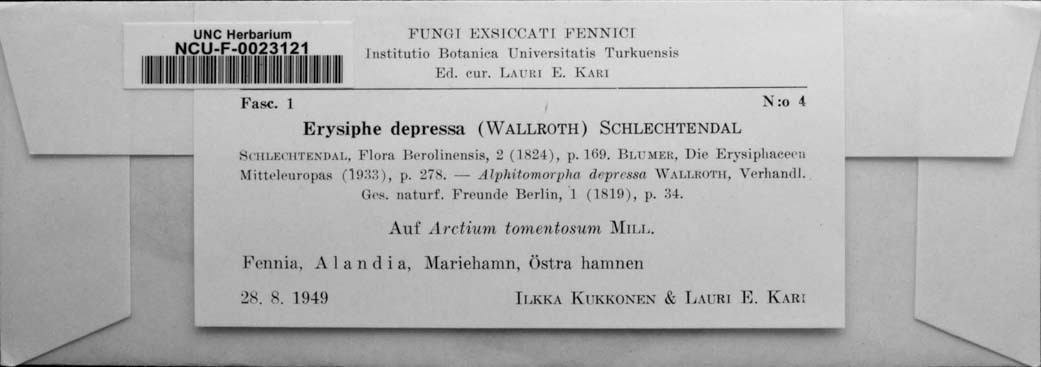 UNC Herbarium
NCU-F-0023121
FUNGI EXSICCATI FENNICI
Institutio Botanica Universitatis Turkuensis
Ed. cur. LAURI E. KARI
Fasc. 1 N:o 4
Erysiphe depressa (WALLROTH) SCHLECHTENDAL
SCHLECHTENDAL, Flora Berolinensis, 2 (1824), p. 169. BLUMER, Die Erysiphaceen
Mitteleuropas (1933), p. 278. — Alphitomorpha depressa WALLROTH, Verhandl.
Ges. naturf. Freunde Berlin, 1 (1819), p. 34.
Auf Arctium tomentosum MILL.
Fennia, Alandia, Mariehamn, Östra hamnen
28. 8. 1949 ILKKA KUKKONEN & LAURI E. KARI